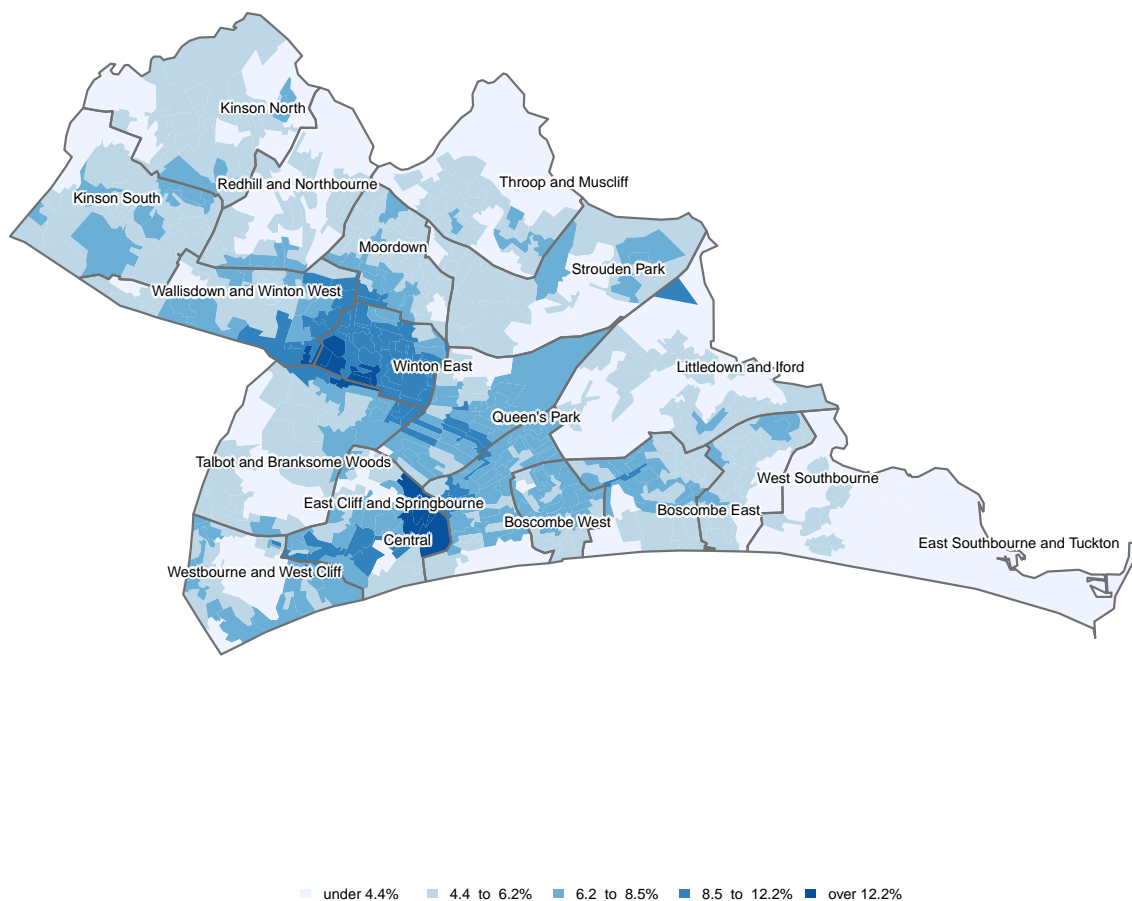 Kinson North
Throop and Muscliff
Redhill and Northbourne
Kinson South
Moordown
Strouden Park
Wallisdown and Winton West
Winton East
Littledown and Iford
Queen's Park
Talbot and Branksome Woods
West Southbourne
East Cliff and Springbourne
Boscombe East
Boscombe West
Central
East Southbourne and Tuckton
Westbourne and West Cliff
under 4.4% 4.4 to 6.2% 6.2 to 8.5% 8.5 to 12.2% over 12.2%